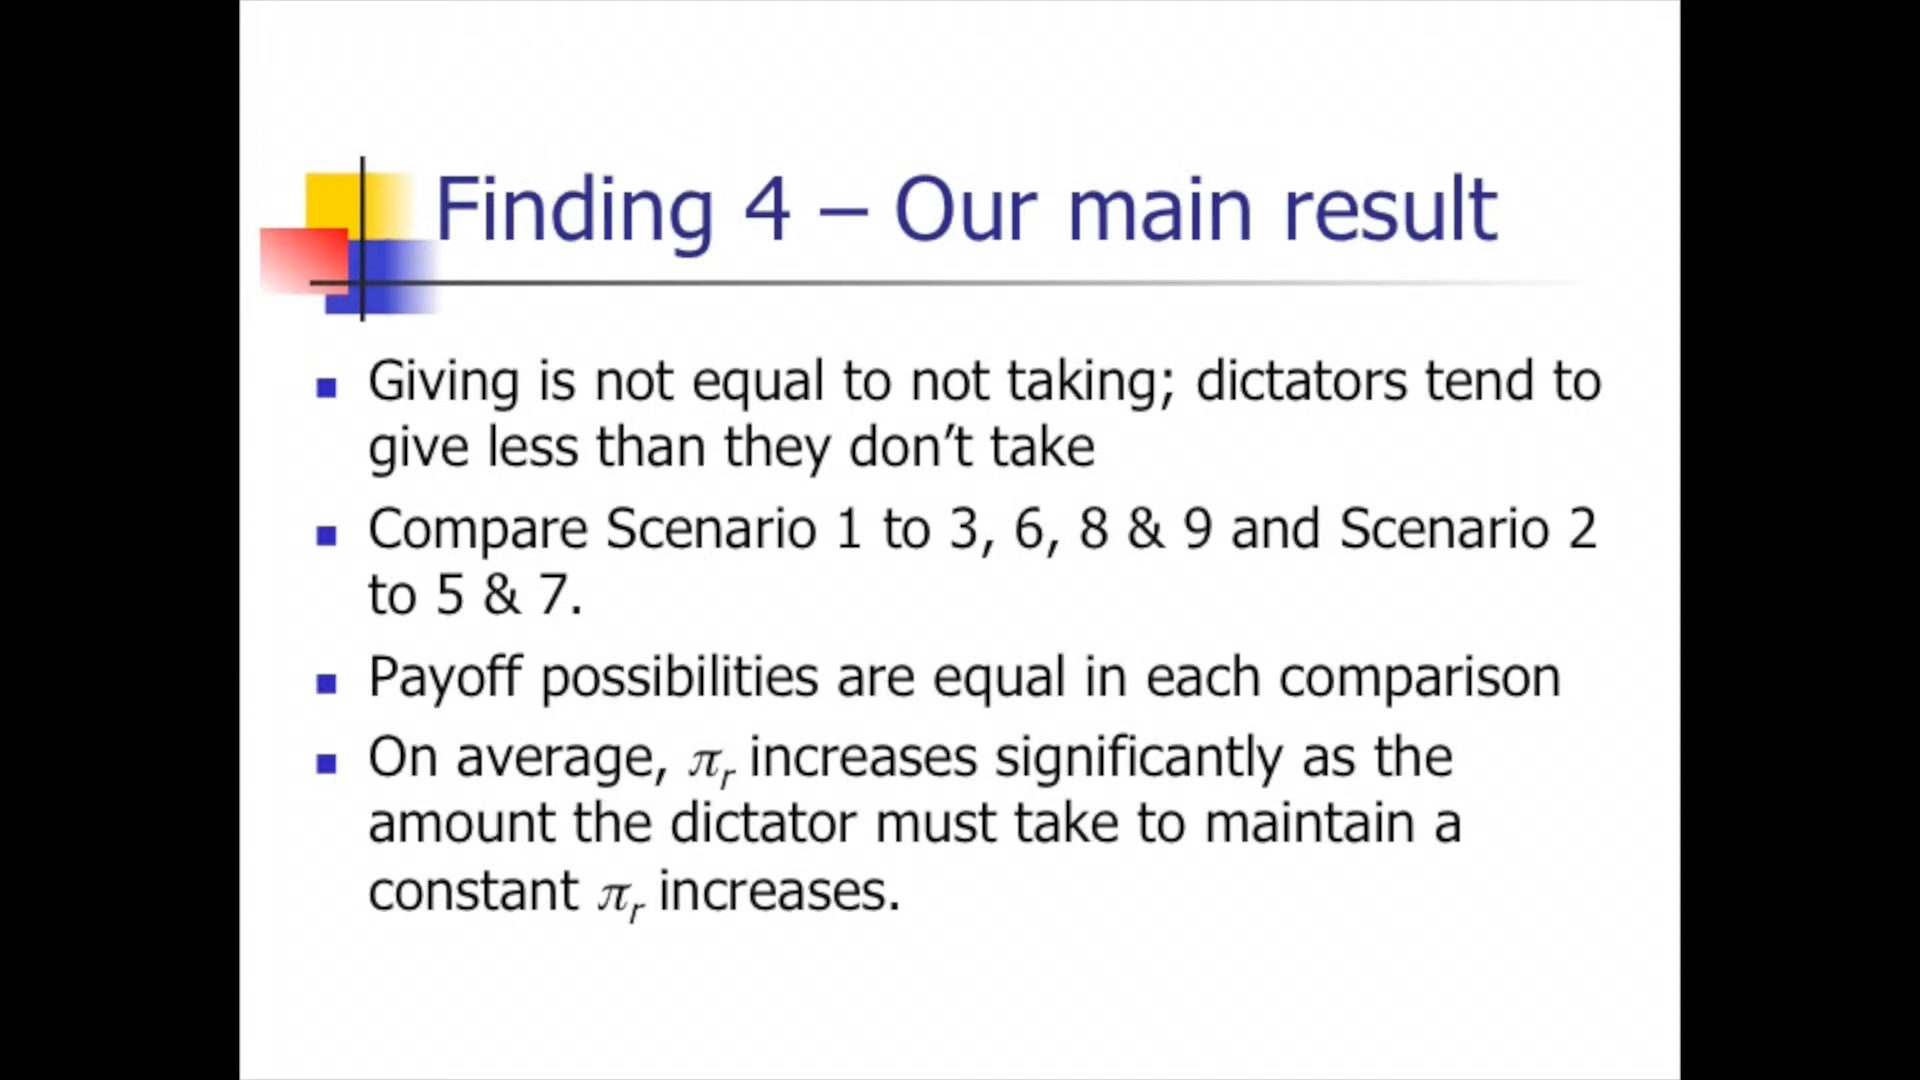 Finding 4 – Our main result
Giving is not equal to not taking; dictators tend to
give less than they don’t take
Compare Scenario 1 to 3, 6, 8 & 9 and Scenario 2
to 5 & 7.
Payoff possibilities are equal in each comparison
On average, πᵣ increases significantly as the
amount the dictator must take to maintain a
constant πᵣ increases.